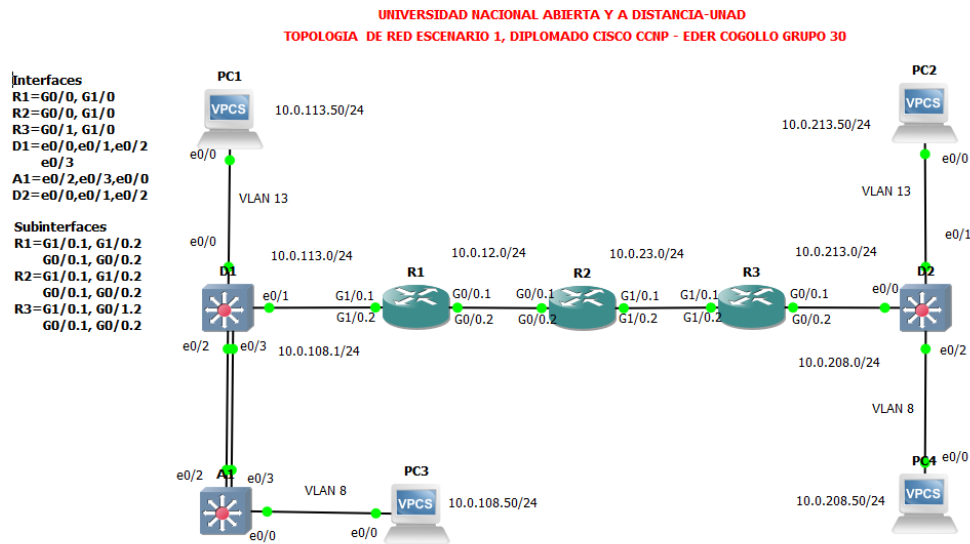 UNIVERSIDAD NACIONAL ABIERTA Y A DISTANCIA-UNAD
TOPOLOGIA DE RED ESCENARIO 1, DIPLOMADO CISCO CCNP - EDER COGOLLO GRUPO 30
Interfaces
R1=G0/0, G1/0
R2=G0/0, G1/0
R3=G0/1, G1/0
D1=e0/0,e0/1,e0/2
e0/3
A1=e0/2,e0/3,e0/0
D2=e0/0,e0/1,e0/2
Subinterfaces
R1=G1/0.1, G1/0.2
G0/0.1, G0/0.2
R2=G1/0.1, G1/0.2
G0/0.1, G0/0.2
R3=G1/0.1, G0/1.2
G0/0.1, G0/0.2
PC1
VPCS
10.0.113.50/24
e0/0
VLAN 13
e0/0
D1
10.0.113.0/24
e0/1
G1/0.1
G1/0.2
R1
10.0.12.0/24
G0/0.1
G0/0.2
G0/0.1
G0/0.2
R2
10.0.23.0/24
G1/0.1
G1/0.2
G1/0.1
G1/0.2
R3
G0/0.1
G0/0.2
10.0.213.0/24
e0/0
D2
PC2
VPCS
10.0.213.50/24
e0/0
VLAN 13
e0/1
e0/2
e0/3
10.0.108.1/24
e0/2
e0/3
A1
e0/0
VLAN 8
PC3
VPCS
e0/0
10.0.108.50/24
10.0.208.0/24
e0/2
VLAN 8
e0/0
PC4
VPCS
10.0.208.50/24